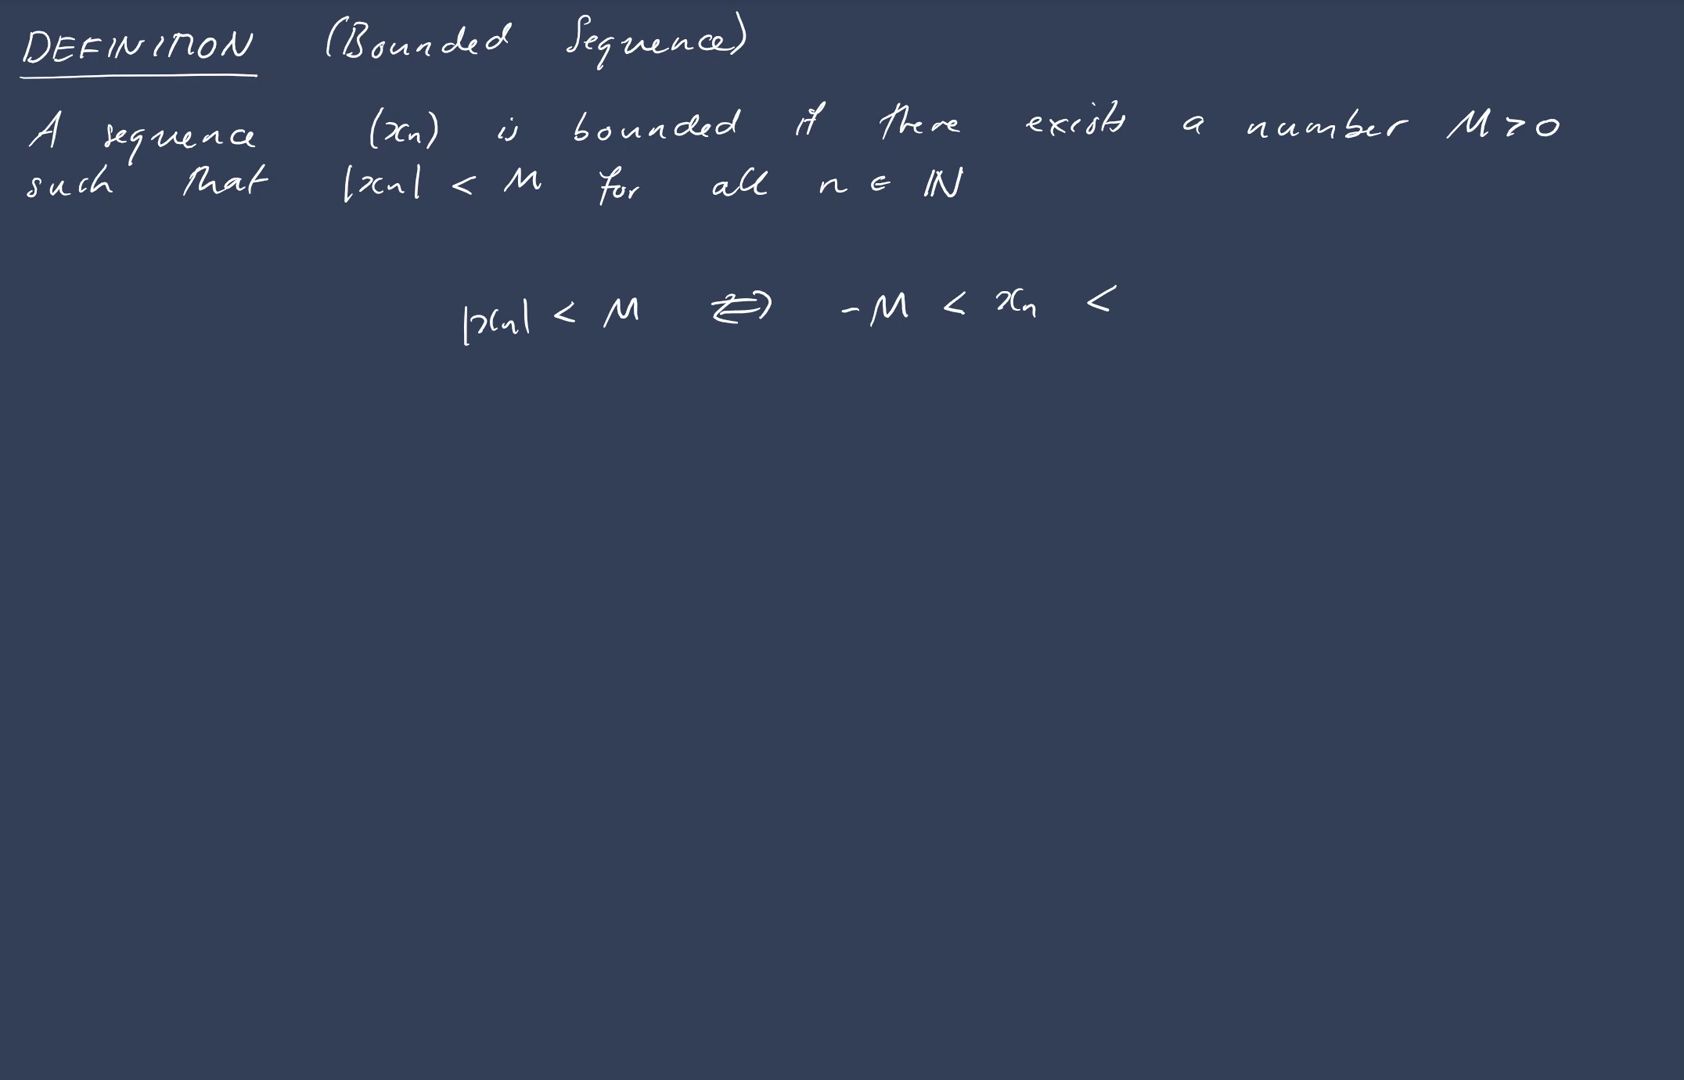 DEFINITION (Bounded Sequence)
A sequence (xn) is bounded if there exists a number M>0
such that |xn| < M for all n ∈ ℕ
|xn| < M ⇔ -M < xn <